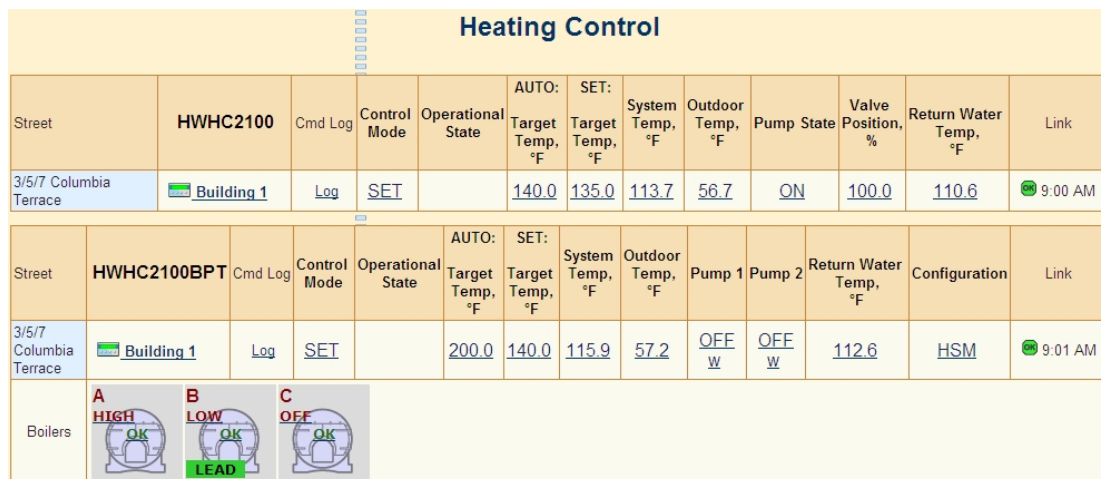 Heating Control
Street HWHC2100 Cmd Log Control Mode Operational State AUTO: Target Temp, °F SET: Target Temp, °F System Temp, °F Outdoor Temp, °F Pump State Valve Position, % Return Water Temp, °F Link
3/5/7 Columbia Terrace Building 1 Log SET 140.0 135.0 113.7 56.7 ON 100.0 110.6 OK 9:00 AM
Street HWHC2100BPT Cmd Log Control Mode Operational State AUTO: Target Temp, °F SET: Target Temp, °F System Temp, °F Outdoor Temp, °F Pump 1 Pump 2 Return Water Temp, °F Configuration Link
3/5/7 Columbia Terrace Building 1 Log SET 200.0 140.0 115.9 57.2 OFF W OFF W 112.6 HSM OK 9:01 AM
Boilers
A HIGH OK
B LOW OK LEAD
C OFF OK